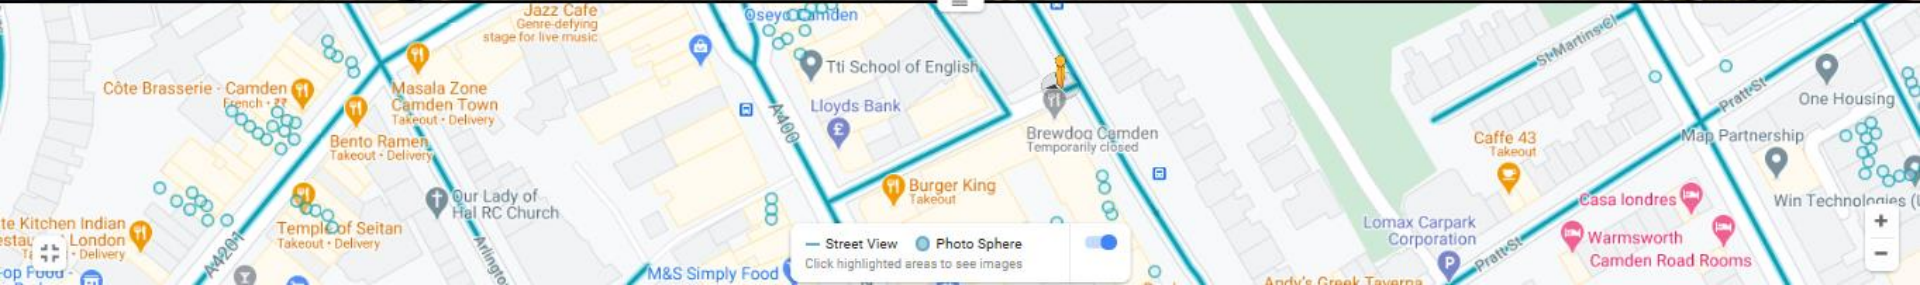 Jazz Cafe
Genre-defying
stage for live music
Oseyo Camden
St Martin's Cl
Côte Brasserie - Camden
French • ₹₹
Masala Zone
Camden Town
Takeout • Delivery
Bento Ramen
Takeout • Delivery
Tti School of English
Lloyds Bank
£
A400
Brewdog Camden
Temporarily closed
Pratt St
One Housing
Map Partnership
Caffe 43
Takeout
Burger King
Takeout
Our Lady of
Hal RC Church
Temple of Seitan
Takeout • Delivery
te Kitchen Indian
London
Delivery
A4201
Arlington
Casa londres
Win Technologies (U
Lomax Carpark
Corporation
P
Pratt St
Warmsworth
Camden Road Rooms
Street View
Photo Sphere
Click highlighted areas to see images
M&S Simply Food
Andy's Greek Taverna
+
−